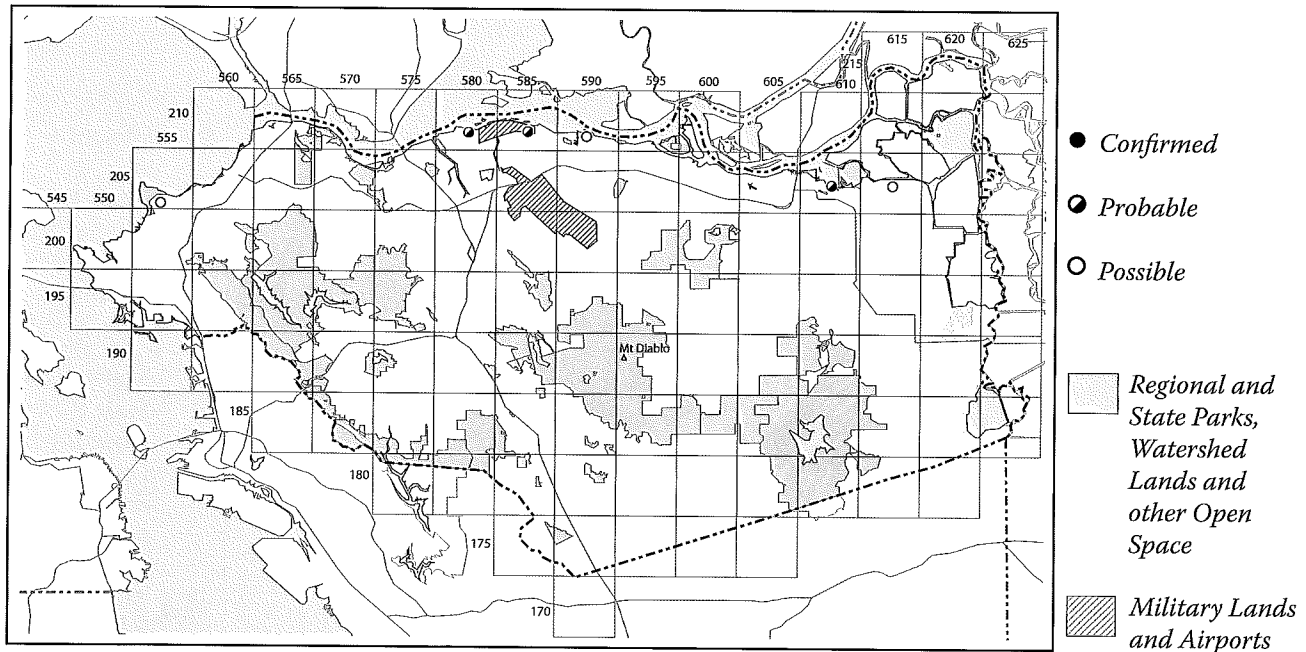 615 620 625
560 565 570 575 580 585 590 595 600 605 610 215
210
555
205
545 550
200
195
190
185
180
175
170
Mt Diablo
Confirmed
Probable
Possible
Regional and
State Parks,
Watershed
Lands and
other Open
Space
Military Lands
and Airports